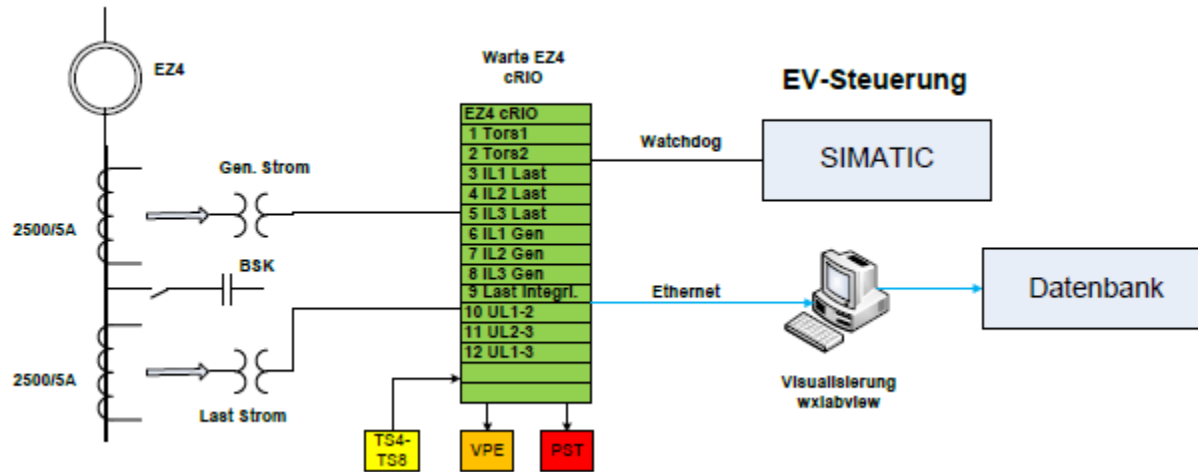 EZ4
Warte EZ4
cRIO
EV-Steuerung
EZ4 cRIO
1 Tors1
2 Tors2
3 IL1 Last
4 IL2 Last
5 IL3 Last
6 IL1 Gen
7 IL2 Gen
8 IL3 Gen
9 Last Integri.
10 UL1-2
11 UL2-3
12 UL1-3
Watchdog
SIMATIC
Gen. Strom
2500/5A
BSK
Ethernet
Datenbank
2500/5A
Last Strom
Visualisierung
wxlabview
TS4-
TS8
VPE
PST